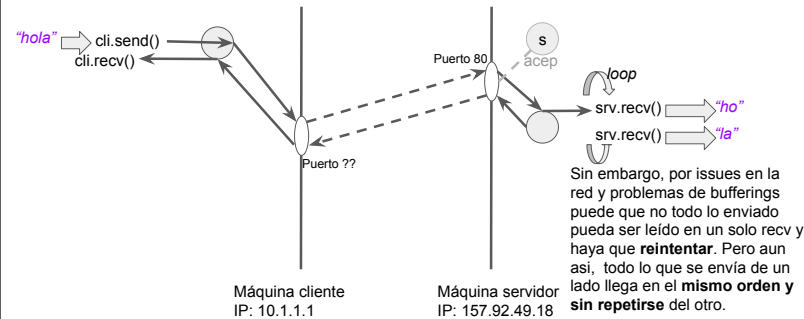 “hola”
cli.send()
cli.recv()
Puerto ??
Máquina cliente
IP: 10.1.1.1
Puerto 80
s
acep
loop
srv.recv()
“ho”
srv.recv()
“la”
Máquina servidor
IP: 157.92.49.18
Sin embargo, por issues en la
red y problemas de bufferings
puede que no todo lo enviado
pueda ser leído en un solo recv y
haya que reintentar. Pero aun
asi, todo lo que se envía de un
lado llega en el mismo orden y
sin repetirse del otro.